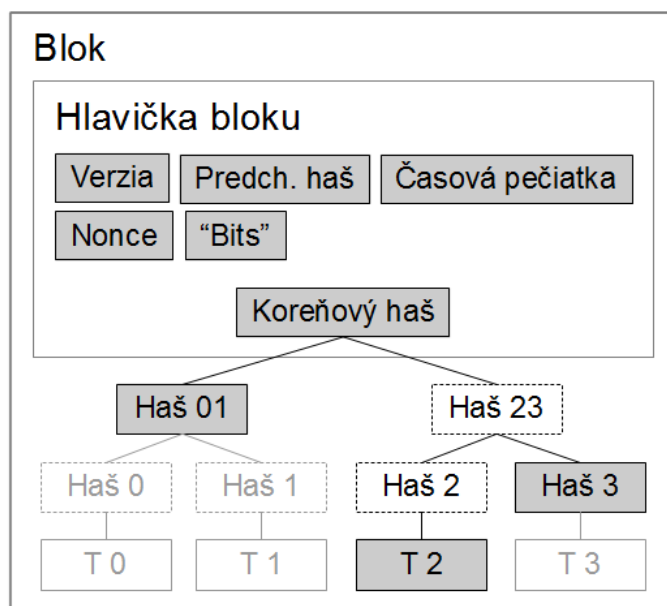 Blok
Hlavička bloku
Verzia Predch. haš Časová pečiatka
Nonce “Bits”
Koreňový haš
Haš 01 Haš 23
Haš 0 Haš 1 Haš 2 Haš 3
T 0 T 1 T 2 T 3